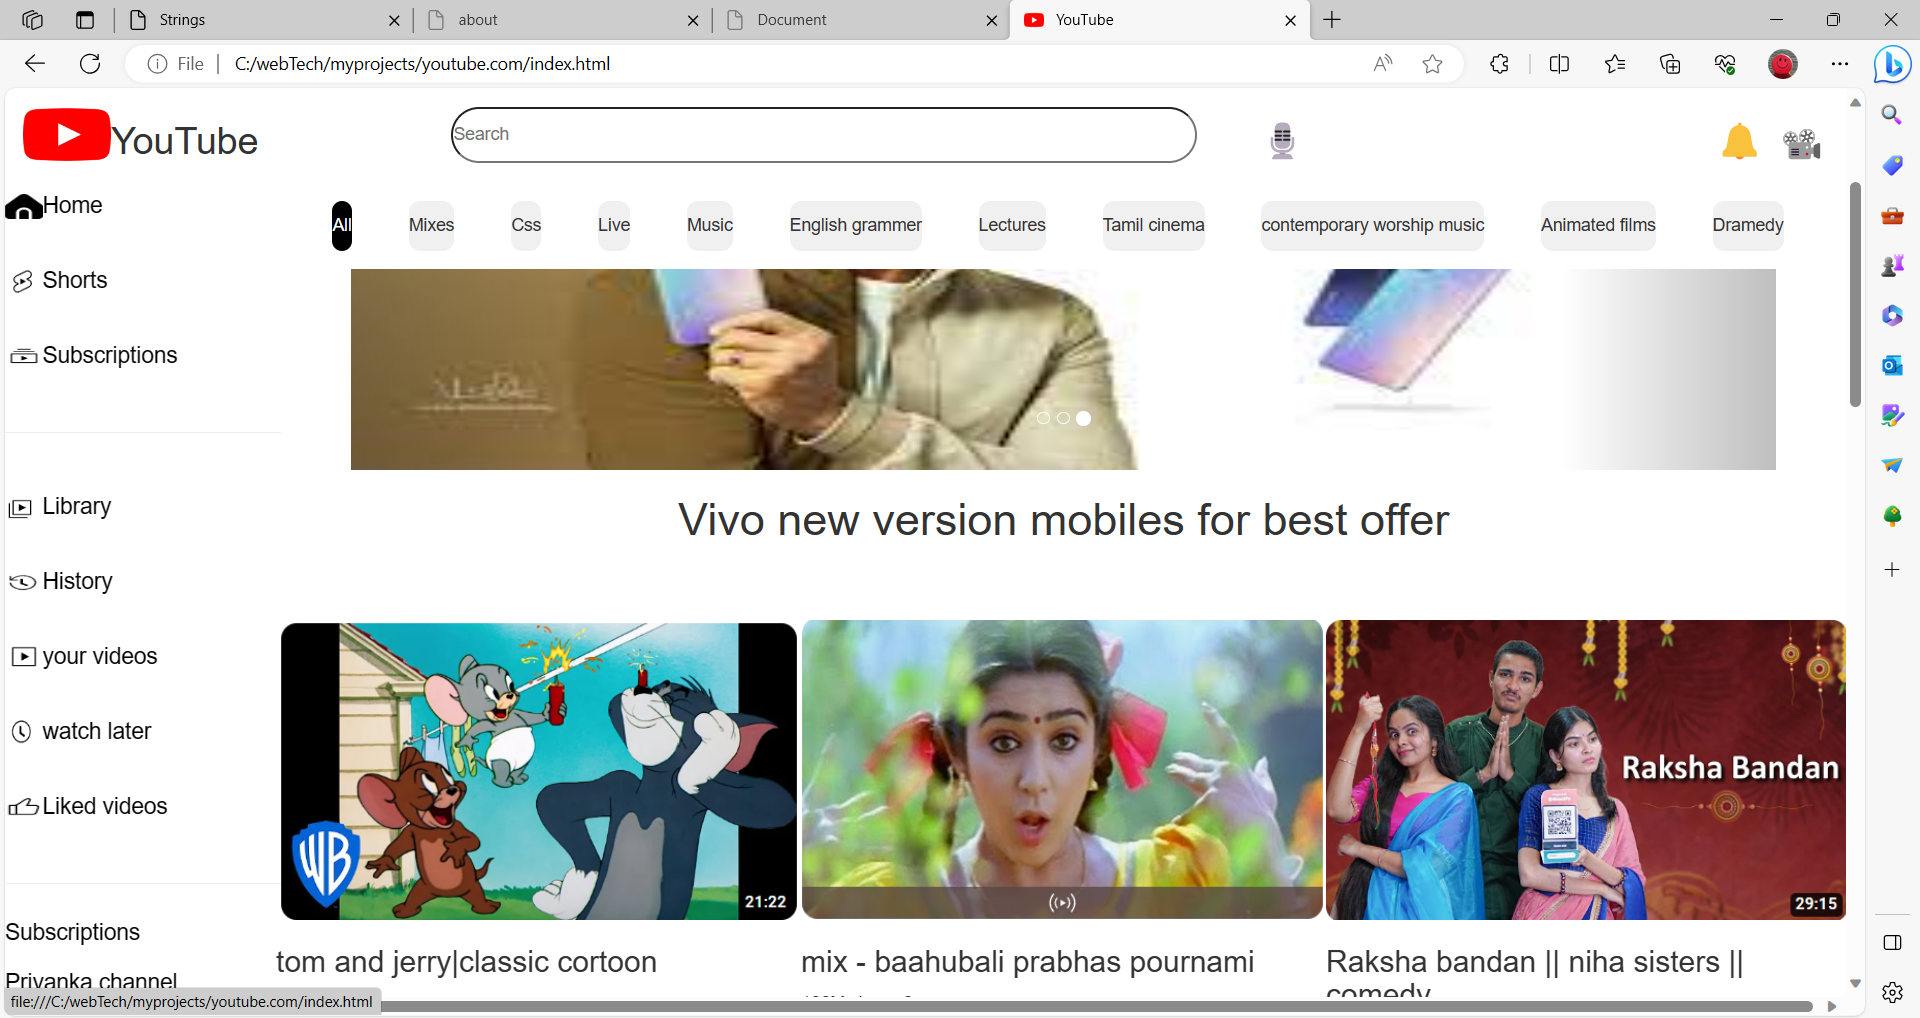 Strings
about
Document
YouTube
File
C:/webTech/myprojects/youtube.com/index.html
YouTube
Search
Home
All
Mixes
Css
Live
Music
English grammer
Lectures
Tamil cinema
contemporary worship music
Animated films
Dramedy
Shorts
Subscriptions
Library
Vivo new version mobiles for best offer
History
your videos
watch later
Liked videos
WB
21:22
Raksha Bandan
29:15
Subscriptions
tom and jerry|classic cortoon
mix - baahubali prabhas pournami
Raksha bandan || niha sisters ||
comedy
Priyanka channel
file:///C:/webTech/myprojects/youtube.com/index.html